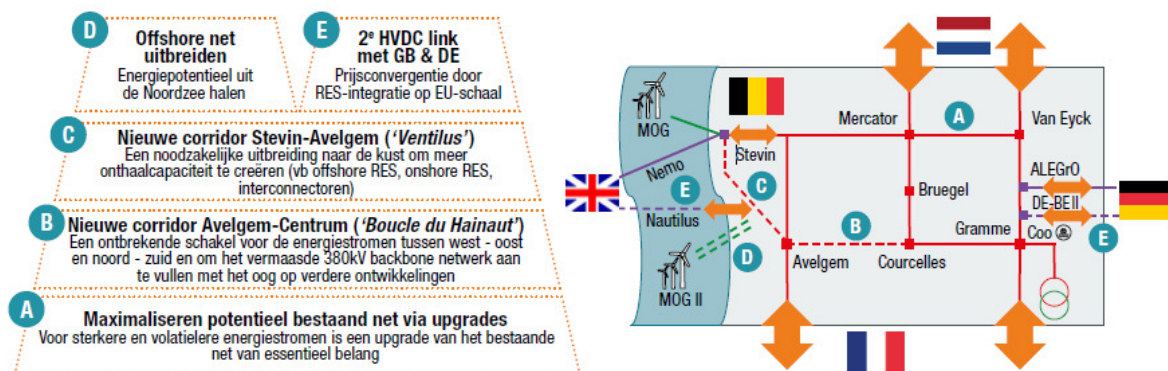 D
Offshore net
uitbreiden
Energiepotentieel uit
de Noordzee halen
E
2e HVDC link
met GB & DE
Prijsconvergentie door
RES-integratie op EU-schaal
C
Nieuwe corridor Stevin-Avelgem ('Ventilus')
Een noodzakelijke uitbreiding naar de kust om meer
onthaalcapaciteit te creëren (vb offshore RES, onshore RES,
interconnectoren)
B
Nieuwe corridor Avelgem-Centrum ('Boucle du Hainaut')
Een ontbrekende schakel voor de energiestromen tussen west - oost
en noord - zuid en om het vermaasde 380kV backbone netwerk aan
te vullen met het oog op verdere ontwikkelingen
A
Maximaliseren potentieel bestaand net via upgrades
Voor sterkere en volatielere energiestromen is een upgrade van het bestaande
net van essentieel belang
MOG
Mercator
A
Van Eyck
Stevin
Nemo
ALEGrO
C
Bruegel
E
DE-BE II
Nautilus
B
Gramme
Coo
E
D
Avelgem
Courcelles
MOG II